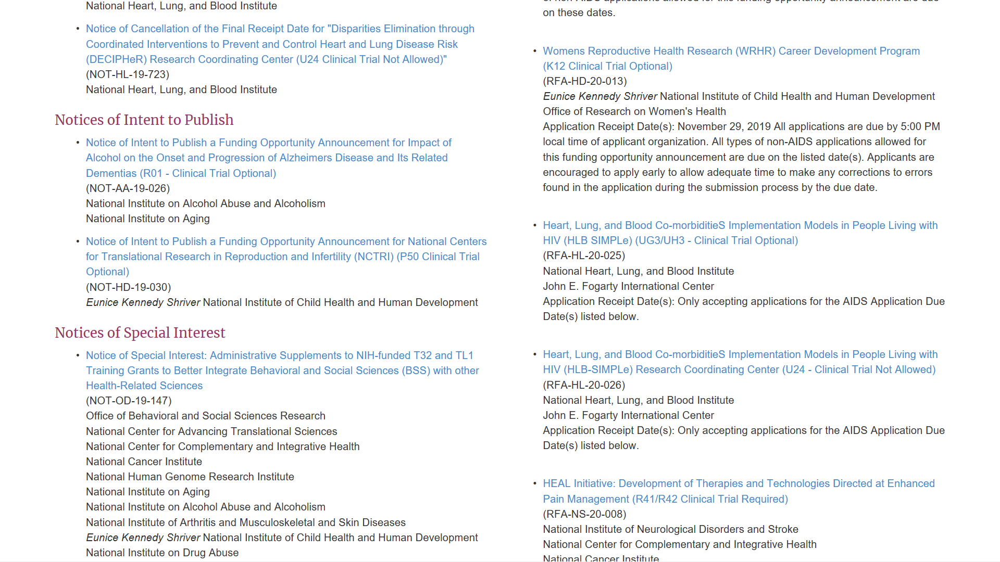 National Heart, Lung, and Blood Institute
• Notice of Cancellation of the Final Receipt Date for "Disparities Elimination through
Coordinated Interventions to Prevent and Control Heart and Lung Disease Risk
(DECIPHeR) Research Coordinating Center (U24 Clinical Trial Not Allowed)"
(NOT-HL-19-723)
National Heart, Lung, and Blood Institute
Notices of Intent to Publish
• Notice of Intent to Publish a Funding Opportunity Announcement for Impact of
Alcohol on the Onset and Progression of Alzheimers Disease and Its Related
Dementias (R01 - Clinical Trial Optional)
(NOT-AA-19-026)
National Institute on Alcohol Abuse and Alcoholism
National Institute on Aging
• Notice of Intent to Publish a Funding Opportunity Announcement for National Centers
for Translational Research in Reproduction and Infertility (NCTRI) (P50 Clinical Trial
Optional)
(NOT-HD-19-030)
Eunice Kennedy Shriver National Institute of Child Health and Human Development
Notices of Special Interest
• Notice of Special Interest: Administrative Supplements to NIH-funded T32 and TL1
Training Grants to Better Integrate Behavioral and Social Sciences (BSS) with other
Health-Related Sciences
(NOT-OD-19-147)
Office of Behavioral and Social Sciences Research
National Center for Advancing Translational Sciences
National Center for Complementary and Integrative Health
National Cancer Institute
National Human Genome Research Institute
National Institute on Aging
National Institute on Alcohol Abuse and Alcoholism
National Institute of Arthritis and Musculoskeletal and Skin Diseases
Eunice Kennedy Shriver National Institute of Child Health and Human Development
National Institute on Drug Abuse
of non-AIDS applications allowed for this funding opportunity announcement are due
on these dates.
• Womens Reproductive Health Research (WRHR) Career Development Program
(K12 Clinical Trial Optional)
(RFA-HD-20-013)
Eunice Kennedy Shriver National Institute of Child Health and Human Development
Office of Research on Women's Health
Application Receipt Date(s): November 29, 2019 All applications are due by 5:00 PM
local time of applicant organization. All types of non-AIDS applications allowed for
this funding opportunity announcement are due on the listed date(s). Applicants are
encouraged to apply early to allow adequate time to make any corrections to errors
found in the application during the submission process by the due date.
• Heart, Lung, and Blood Co-morbiditieS Implementation Models in People Living with
HIV (HLB SIMPLe) (UG3/UH3 - Clinical Trial Optional)
(RFA-HL-20-025)
National Heart, Lung, and Blood Institute
John E. Fogarty International Center
Application Receipt Date(s): Only accepting applications for the AIDS Application Due
Date(s) listed below.
• Heart, Lung, and Blood Co-morbiditieS Implementation Models in People Living with
HIV (HLB-SIMPLe) Research Coordinating Center (U24 - Clinical Trial Not Allowed)
(RFA-HL-20-026)
National Heart, Lung, and Blood Institute
John E. Fogarty International Center
Application Receipt Date(s): Only accepting applications for the AIDS Application Due
Date(s) listed below.
• HEAL Initiative: Development of Therapies and Technologies Directed at Enhanced
Pain Management (R41/R42 Clinical Trial Required)
(RFA-NS-20-008)
National Institute of Neurological Disorders and Stroke
National Center for Complementary and Integrative Health
National Cancer Institute